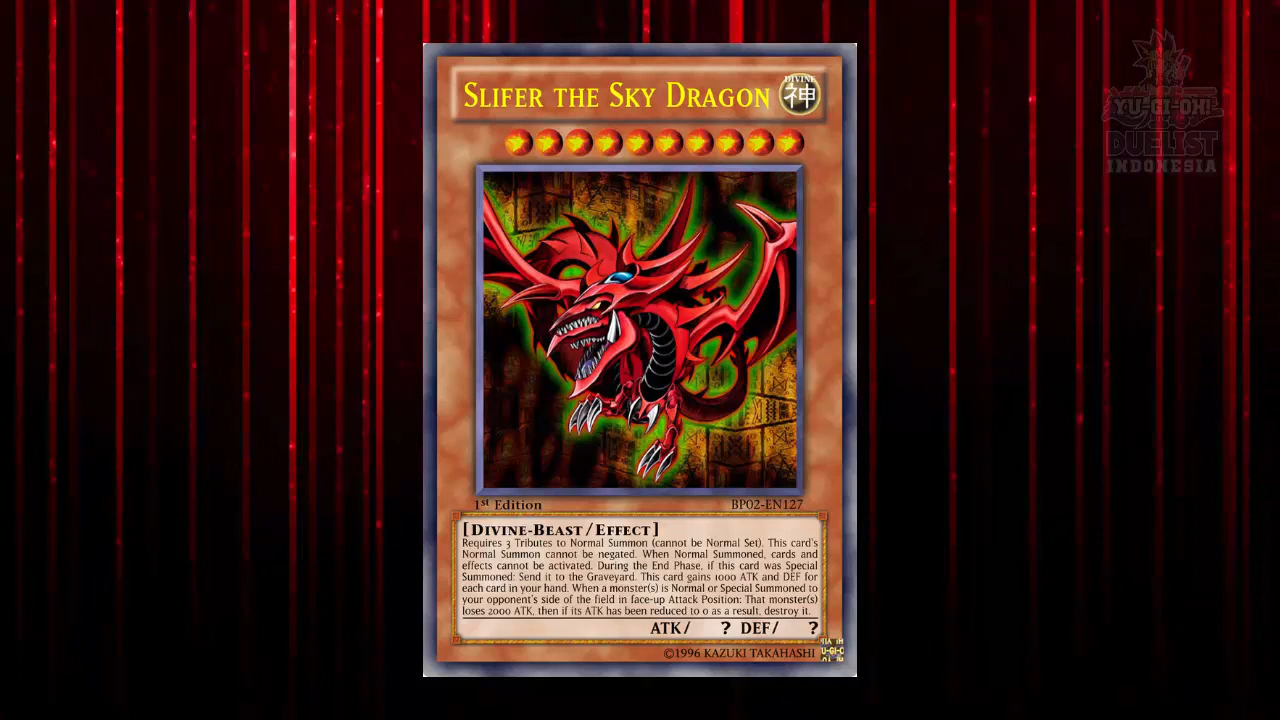 SLIFER THE SKY DRAGON
DIVINE
神
YU-GI-OH!
DUELIST
INDONESIA
1st Edition
BP02-EN127
[DIVINE-BEAST/EFFECT]
Requires 3 Tributes to Normal Summon (cannot be Normal Set). This card's
Normal Summon cannot be negated. When Normal Summoned, cards and
effects cannot be activated. During the End Phase, if this card was Special
Summoned: Send it to the Graveyard. This card gains 1000 ATK and DEF for
each card in your hand. When a monster(s) is Normal or Special Summoned to
your opponent's side of the field in face-up Attack Position: That monster(s)
loses 2000 ATK, then if its ATK has been reduced to 0 as a result, destroy it.
ATK/ ? DEF/ ?
©1996 KAZUKI TAKAHASHI